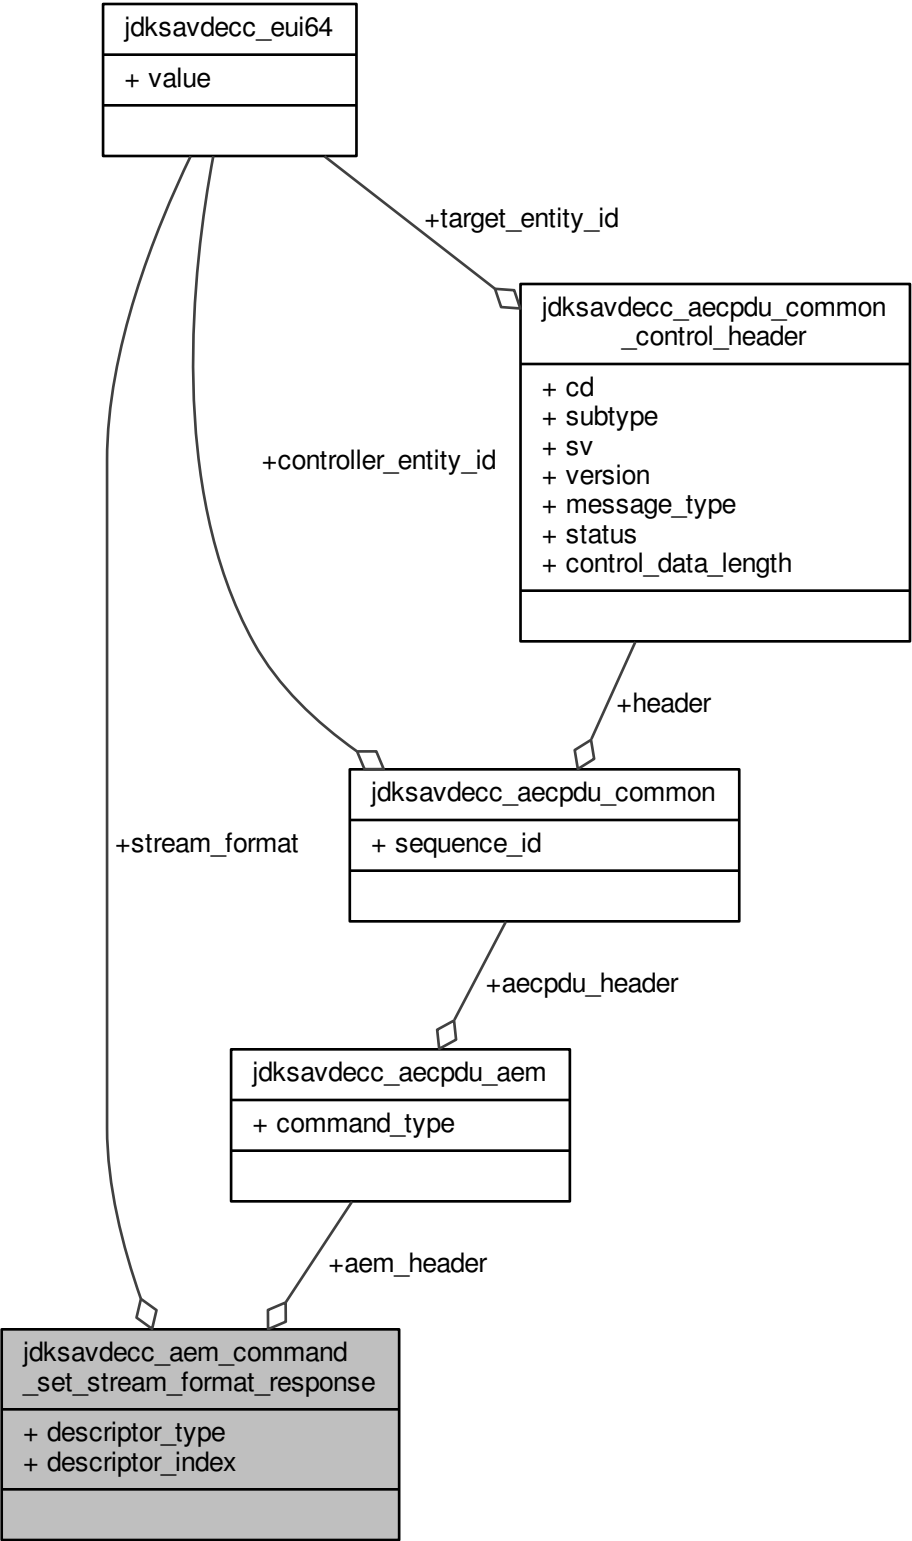 jdksavdecc_eui64
+ value
+target_entity_id
jdksavdecc_aecpdu_common
_control_header
+ cd
+ subtype
+ sv
+ version
+ message_type
+ status
+ control_data_length
+controller_entity_id
+header
jdksavdecc_aecpdu_common
+ sequence_id
+stream_format
+aecpdu_header
jdksavdecc_aecpdu_aem
+ command_type
+aem_header
jdksavdecc_aem_command
_set_stream_format_response
+ descriptor_type
+ descriptor_index